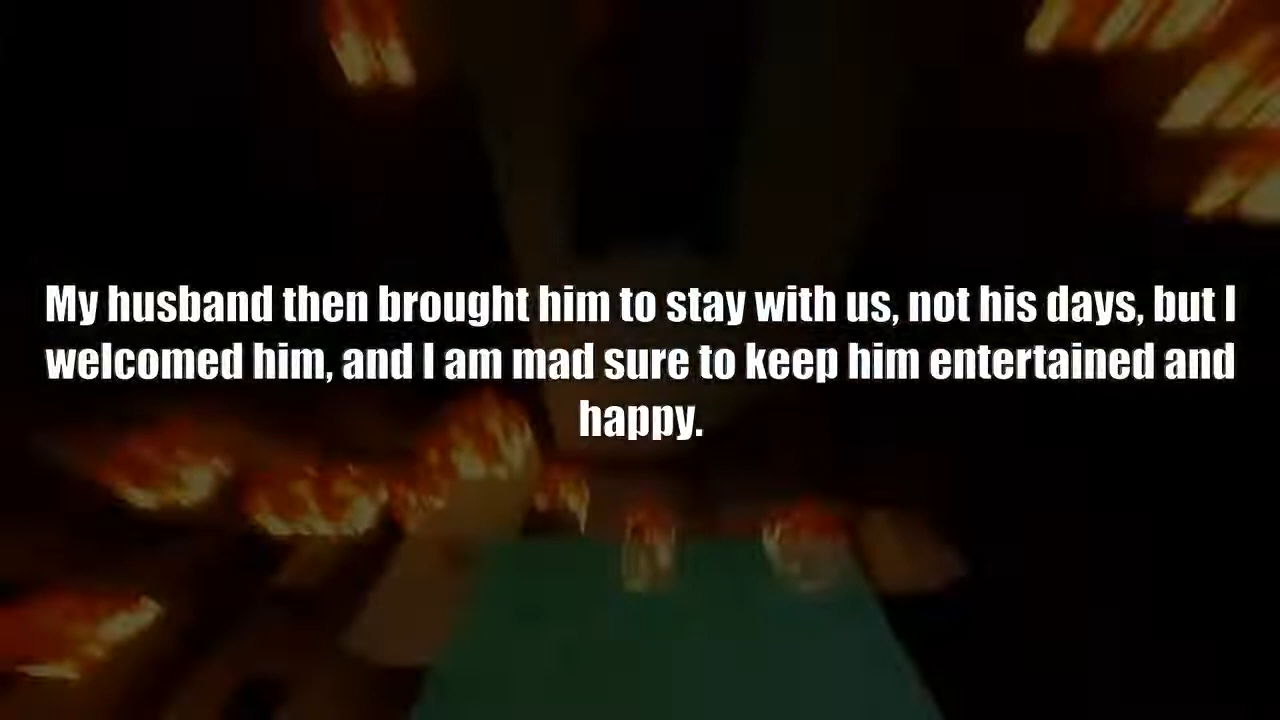 My husband then brought him to stay with us, not his days, but I
welcomed him, and I am mad sure to keep him entertained and
happy.